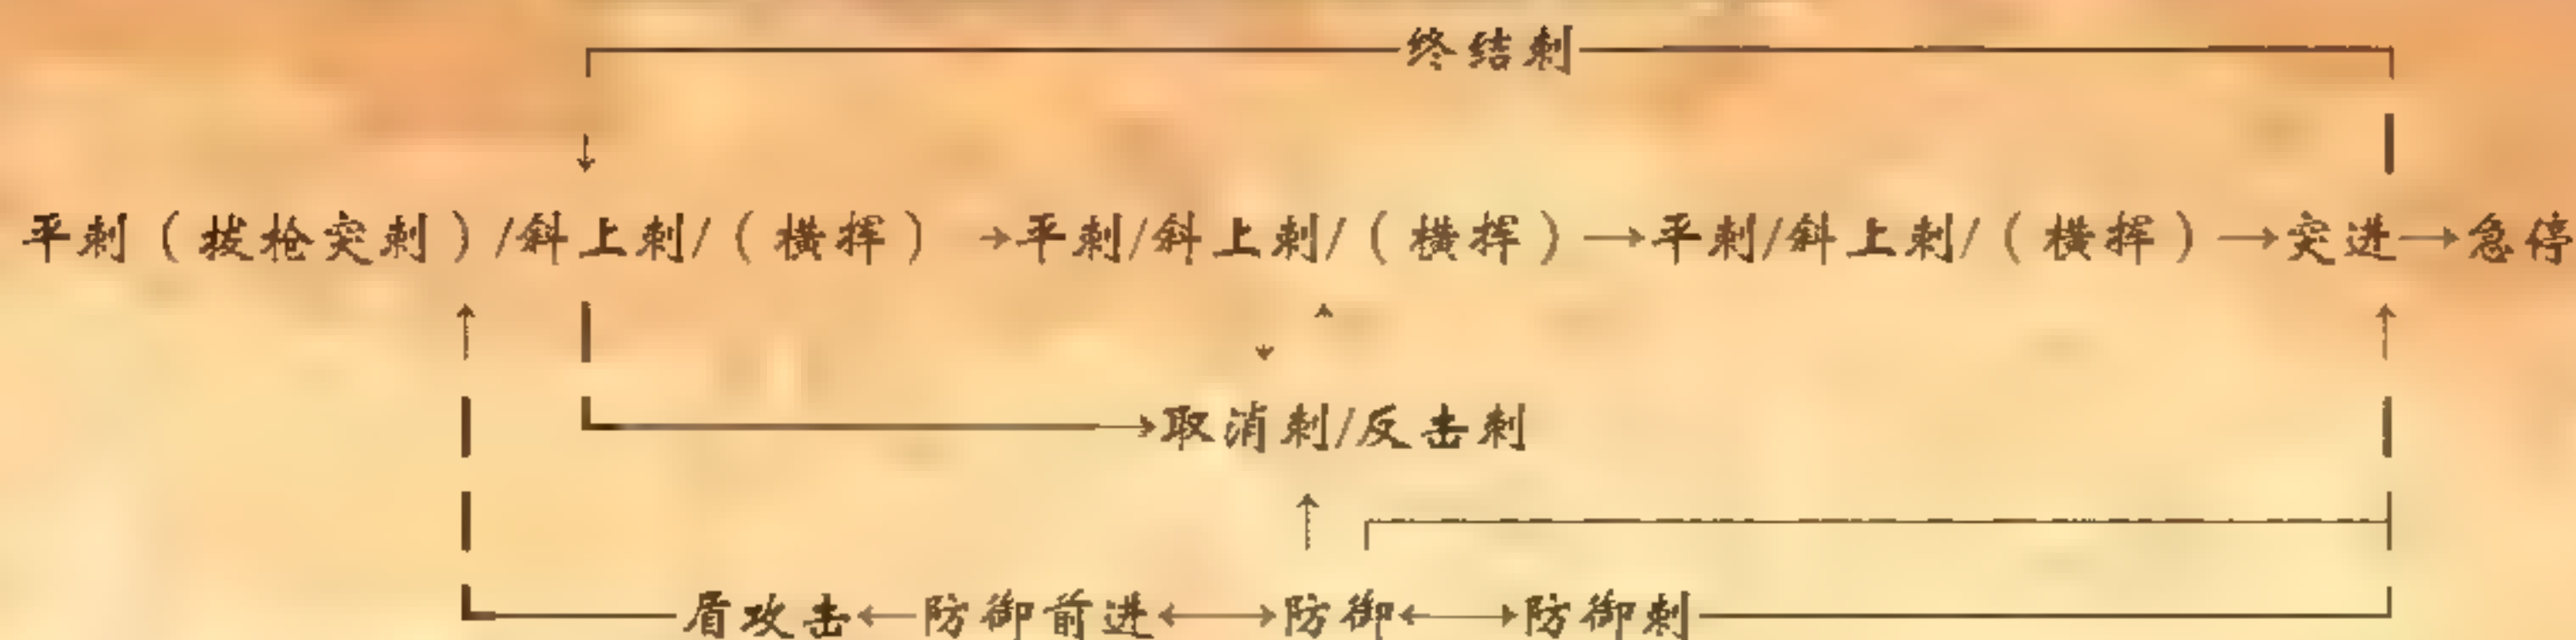 终结刺
平刺（拔枪突刺）/斜上刺/（横挥）→平刺/斜上刺/（横挥）→平刺/斜上刺/（横挥）→突进→急停
取消刺/反击刺
盾攻击←防御前进←→防御←→防御刺